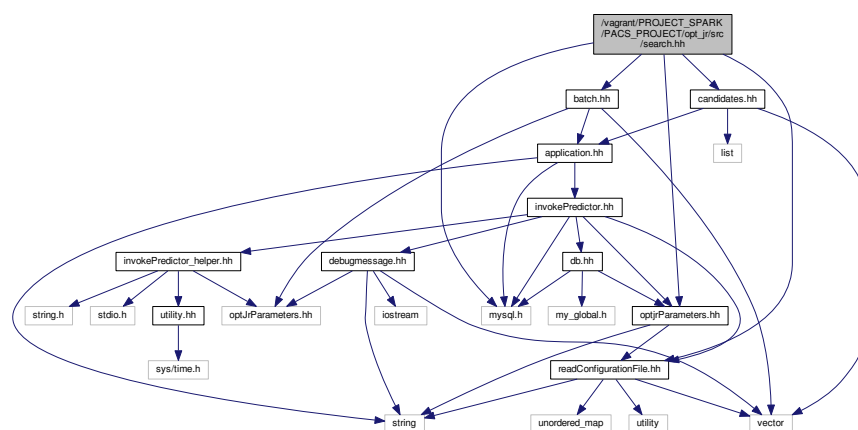 /vagrant/PROJECT_SPARK
/PACS_PROJECT/opt_jr/src
/search.hh
batch.hh
candidates.hh
application.hh
list
invokePredictor.hh
invokePredictor_helper.hh
debugmessage.hh
db.hh
string.h
stdio.h
utility.hh
optJrParameters.hh
iostream
mysql.h
my_global.h
optjrParameters.hh
sys/time.h
readConfigurationFile.hh
string
unordered_map
utility
vector